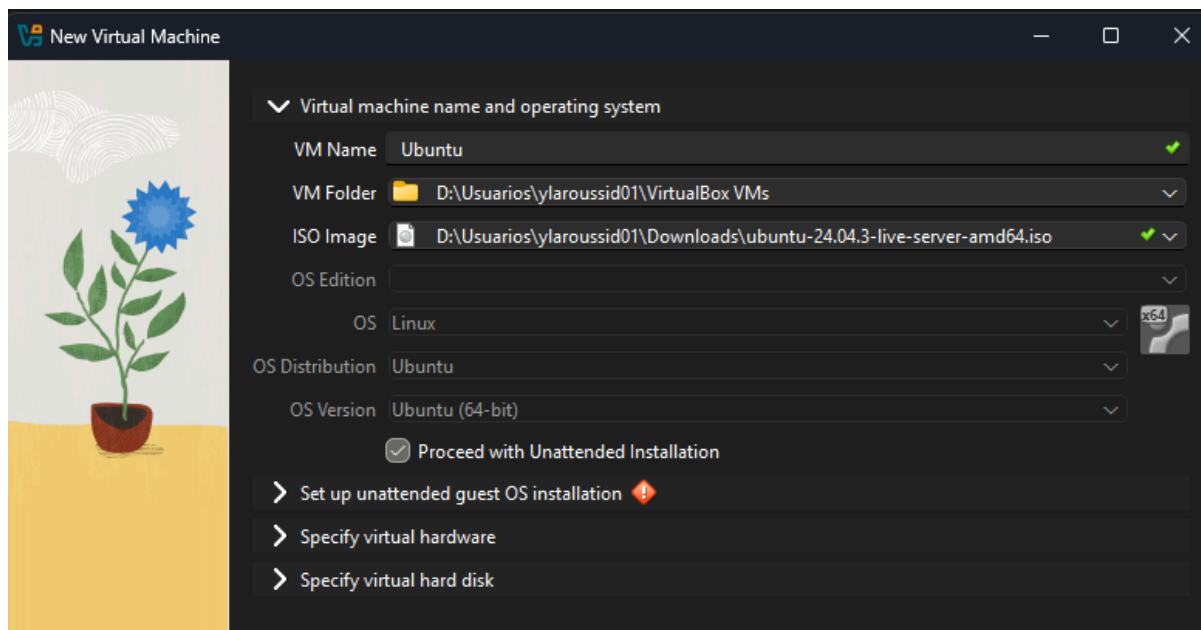 New Virtual Machine
Virtual machine name and operating system
VM Name Ubuntu
VM Folder D:\Usuarios\ylaroussid01\VirtualBox VMs
ISO Image D:\Usuarios\ylaroussid01\Downloads\ubuntu-24.04.3-live-server-amd64.iso
OS Edition
OS Linux
x64
OS Distribution Ubuntu
OS Version Ubuntu (64-bit)
Proceed with Unattended Installation
Set up unattended guest OS installation
Specify virtual hardware
Specify virtual hard disk